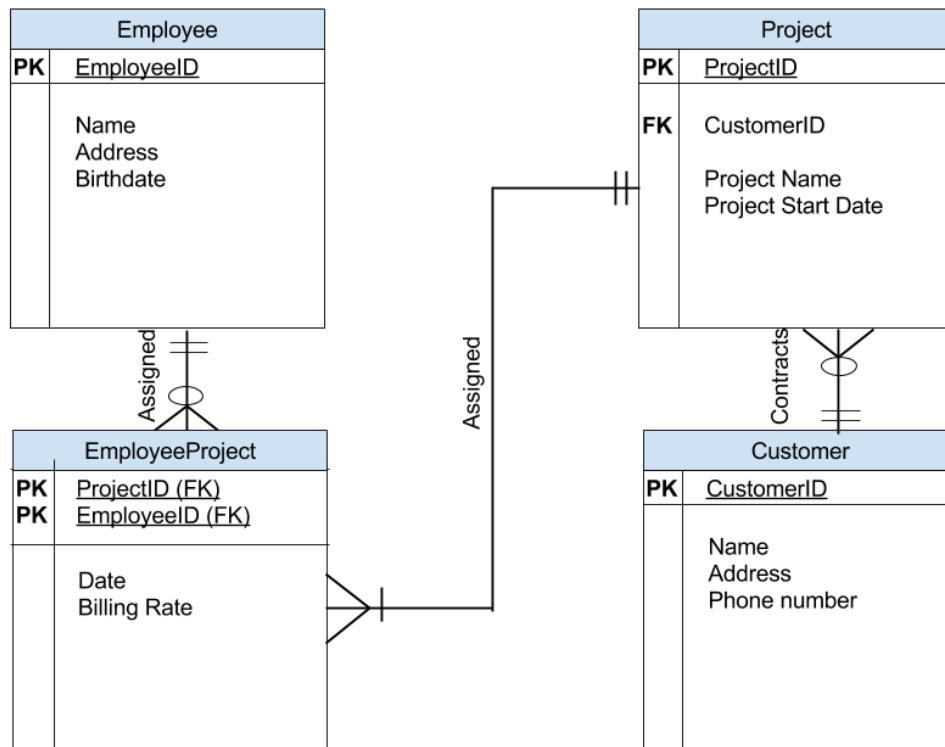 Employee
PK EmployeeID
Name
Address
Birthdate
Project
PK ProjectID
FK CustomerID
Project Name
Project Start Date
Assigned
Assigned
Contracts
EmployeeProject
PK ProjectID (FK)
PK EmployeeID (FK)
Date
Billing Rate
Customer
PK CustomerID
Name
Address
Phone number